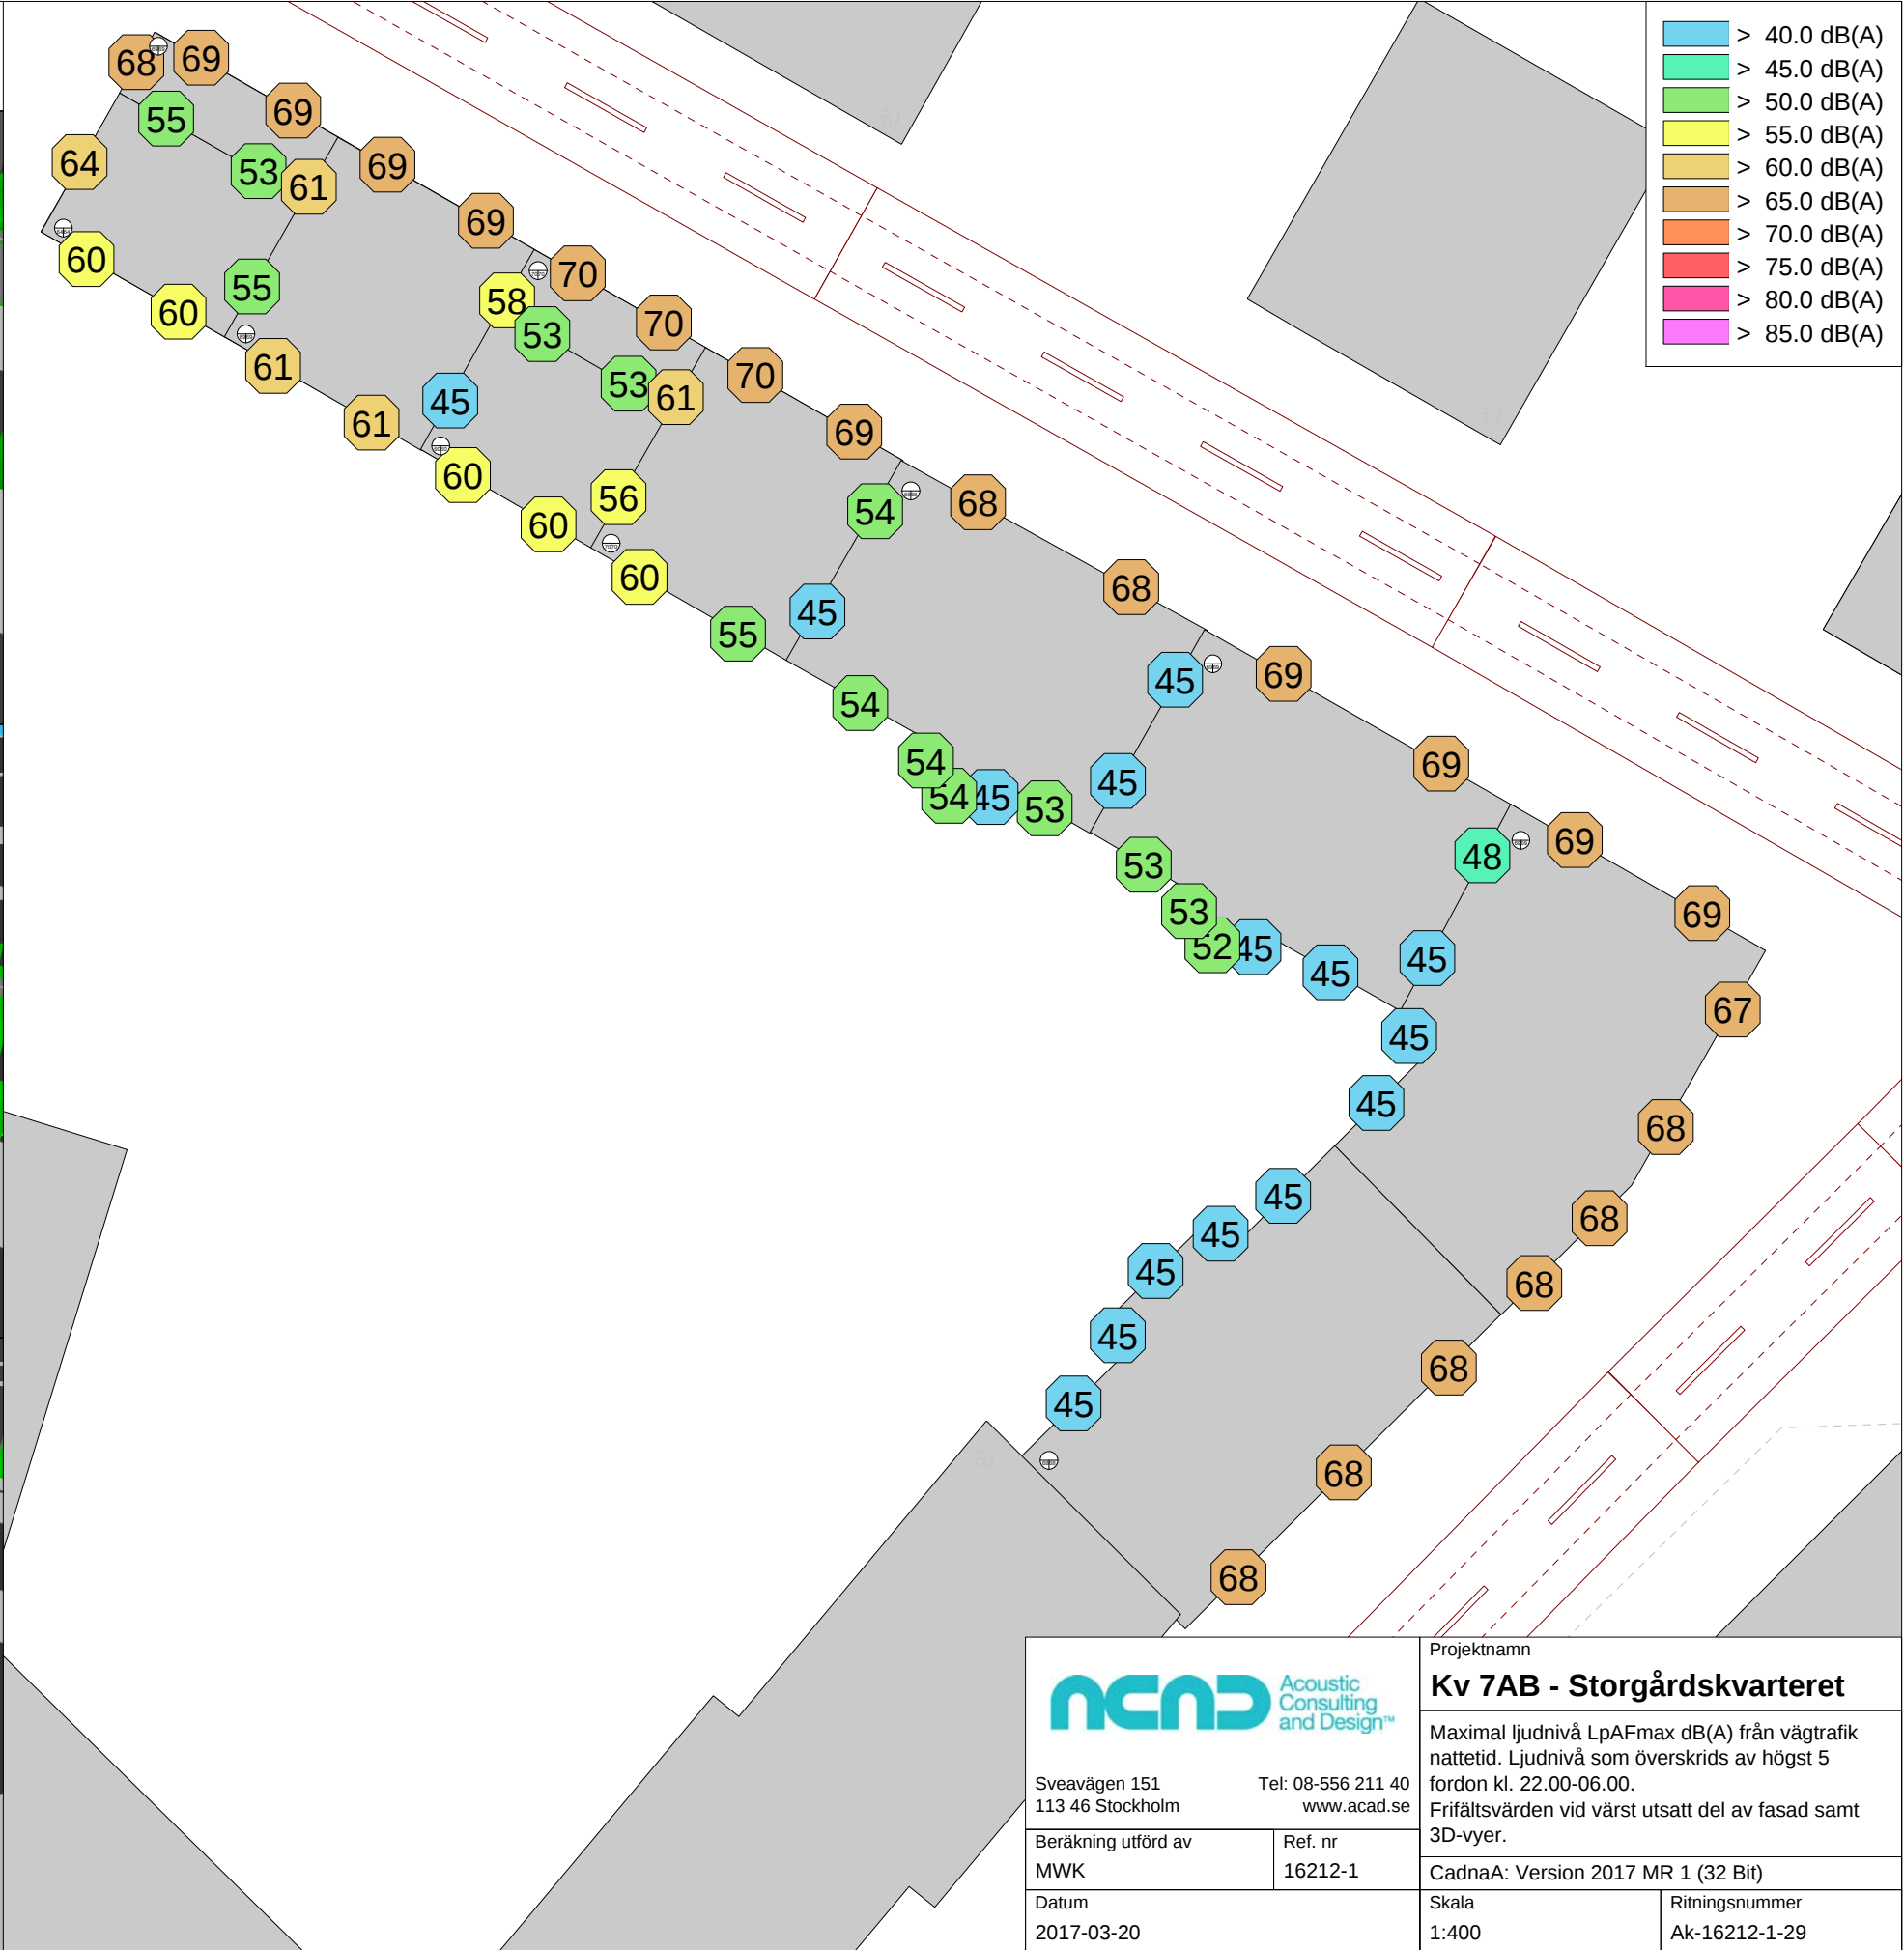 > 40.0 dB(A)
> 45.0 dB(A)
> 50.0 dB(A)
> 55.0 dB(A)
> 60.0 dB(A)
> 65.0 dB(A)
> 70.0 dB(A)
> 75.0 dB(A)
> 80.0 dB(A)
> 85.0 dB(A)
68
69
55
69
64
53
61
69
69
60
55
70
58
60
53
70
61
45
53
61
70
61
69
60
56
68
60
54
60
68
45
55
45
69
54
54
45
69
54
45
53
69
53
48
53
69
52
45
45
45
67
45
45
68
45
68
45
45
68
45
68
45
68
68
Acoustic
Consulting
and Design™
Sveavägen 151
113 46 Stockholm
Tel: 08-556 211 40
www.acad.se
Beräkning utförd av
MWK
Ref. nr
16212-1
Datum
2017-03-20
Projektnamn
Kv 7AB - Storgårdskvarteret
Maximal ljudnivå LpAFmax dB(A) från vägtrafik
nattetid. Ljudnivå som överskrids av högst 5
fordon kl. 22.00-06.00.
Frifältsvärden vid värst utsatt del av fasad samt
3D-vyer.
CadnaA: Version 2017 MR 1 (32 Bit)
Skala
1:400
Ritningsnummer
Ak-16212-1-29